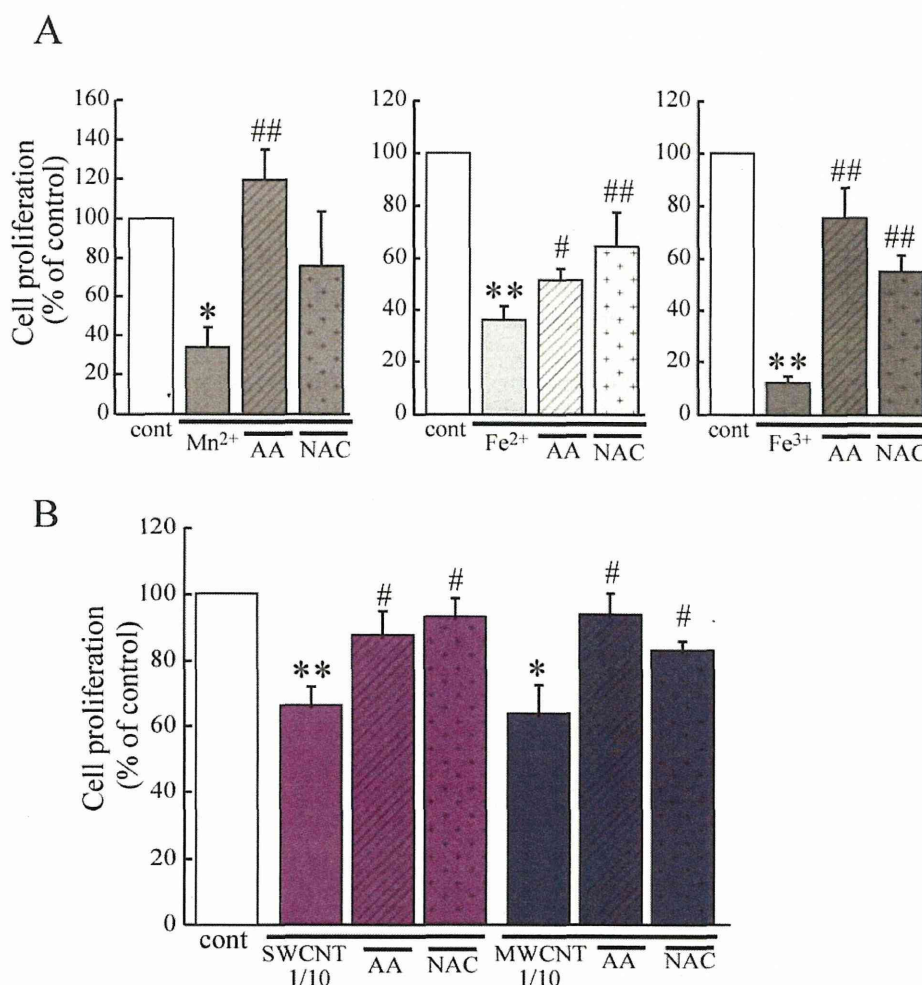 A
Cell proliferation
(% of control)
160
140
120
100
80
60
40
20
0
##
*
cont
Mn²⁺
AA
NAC
120
100
80
60
40
20
0
**
#
##
cont
Fe²⁺
AA
NAC
120
100
80
60
40
20
0
**
##
##
cont
Fe³⁺
AA
NAC
B
Cell proliferation
(% of control)
120
100
80
60
40
20
0
**
#
#
*
#
#
cont
SWCNT
1/10
AA
NAC
MWCNT
1/10
AA
NAC